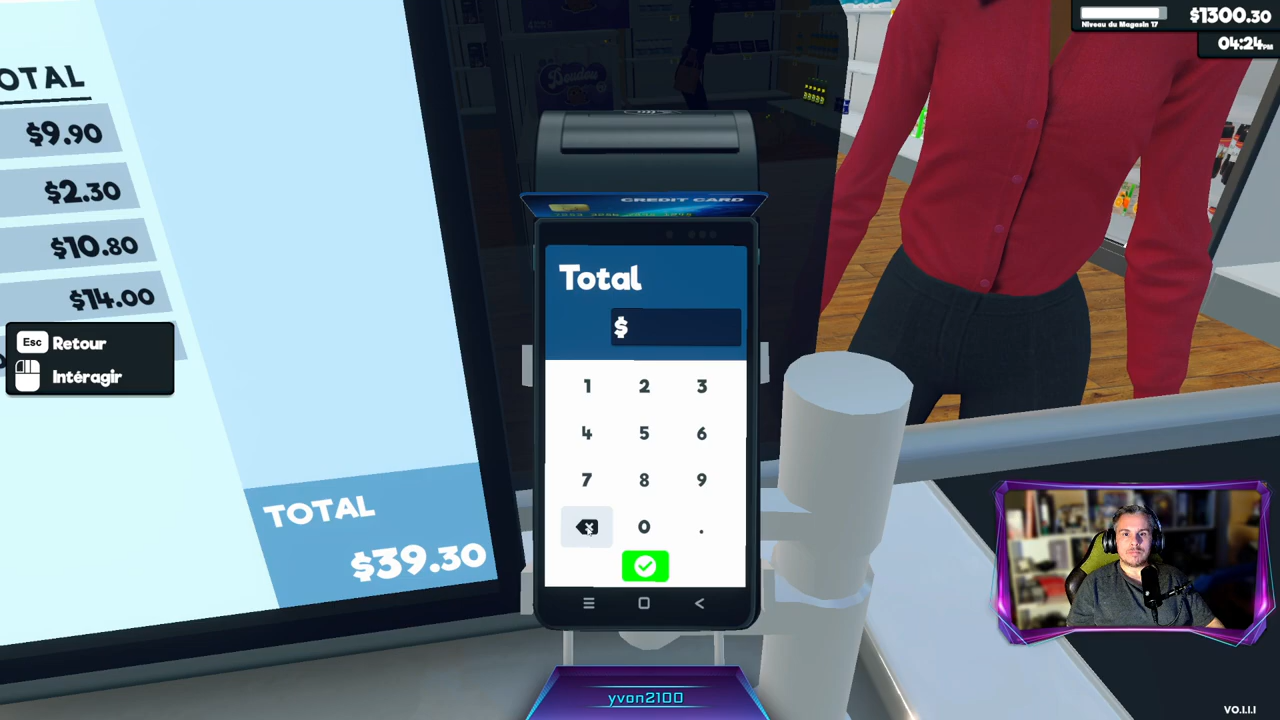 OTAL
$9.90
$2.30
$10.80
$14.00
Esc Retour
Intéragir
TOTAL
$39.30
CREDIT CARD
Total
$
1 2 3
4 5 6
7 8 9
0 .
yvon2100
$1300.30
Niveau du Magasin 17
04:24PM
V0.1.1.1